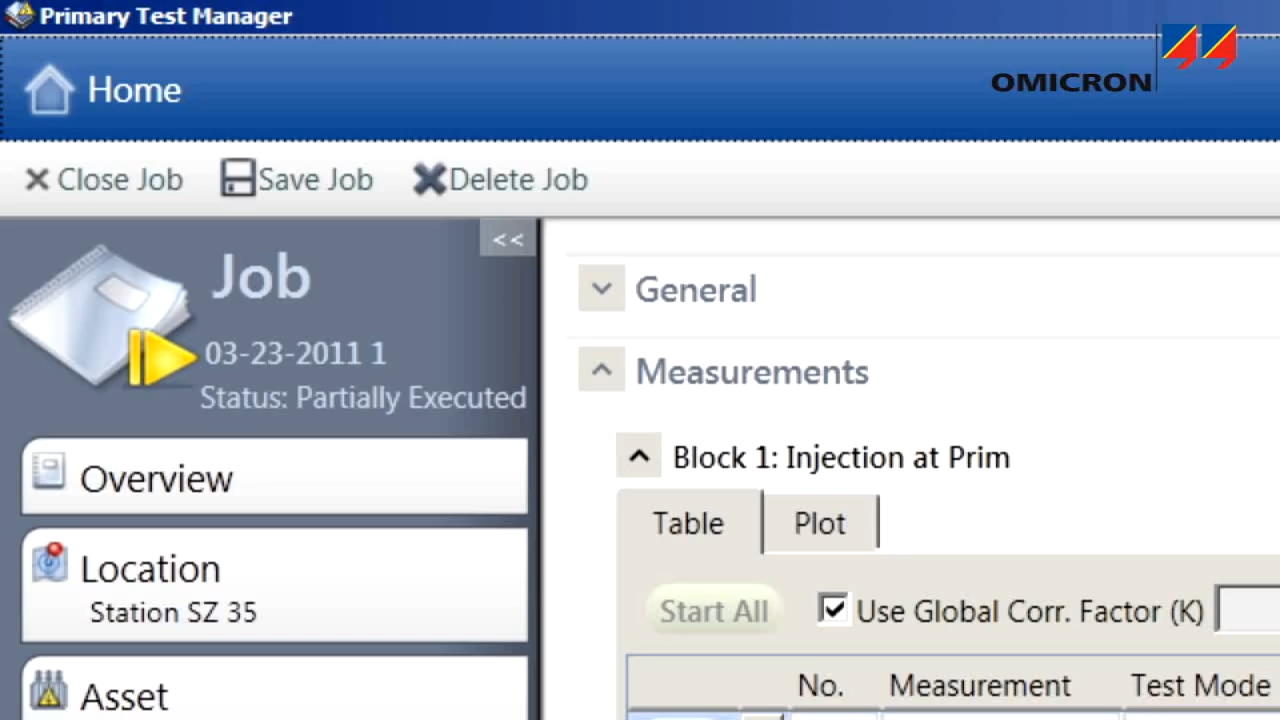 Primary Test Manager
OMICRON
Home
Close Job Save Job Delete Job
<<
Job
03-23-2011 1
Status: Partially Executed
Overview
Location
Station SZ 35
Asset
General
Measurements
Block 1: Injection at Prim
Table Plot
Start All Use Global Corr. Factor (K)
No. Measurement Test Mode